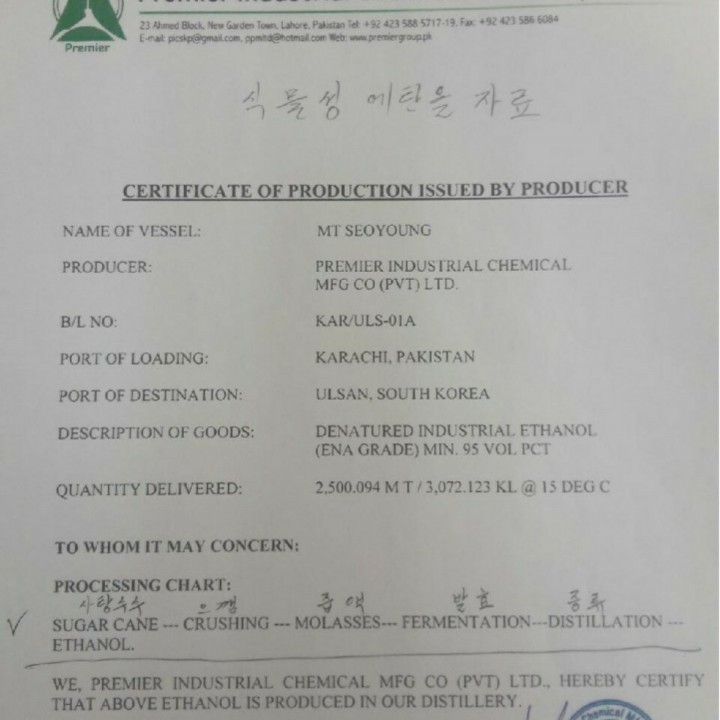 Premier
23 Ahmed Block, New Garden Town, Lahore, Pakistan Tel: +92 423 588 5717-19, Fax: +92 423 586 6084
E-mail: picskp@gmail.com, ppmltd@hotmail.com Web: www.premiergroup.pk
식물성 에탄올 자료
CERTIFICATE OF PRODUCTION ISSUED BY PRODUCER
NAME OF VESSEL: MT SEOYOUNG
PRODUCER: PREMIER INDUSTRIAL CHEMICAL
MFG CO (PVT) LTD.
B/L NO: KAR/ULS-01A
PORT OF LOADING: KARACHI, PAKISTAN
PORT OF DESTINATION: ULSAN, SOUTH KOREA
DESCRIPTION OF GOODS: DENATURED INDUSTRIAL ETHANOL
(ENA GRADE) MIN. 95 VOL PCT
QUANTITY DELIVERED: 2,500.094 M T / 3,072.123 KL @ 15 DEG C
TO WHOM IT MAY CONCERN:
PROCESSING CHART:
사탕수수 으깸 즙액 발효 증류
SUGAR CANE --- CRUSHING --- MOLASSES--- FERMENTATION---DISTILLATION ---
ETHANOL.
WE, PREMIER INDUSTRIAL CHEMICAL MFG CO (PVT) LTD., HEREBY CERTIFY
THAT ABOVE ETHANOL IS PRODUCED IN OUR DISTILLERY.